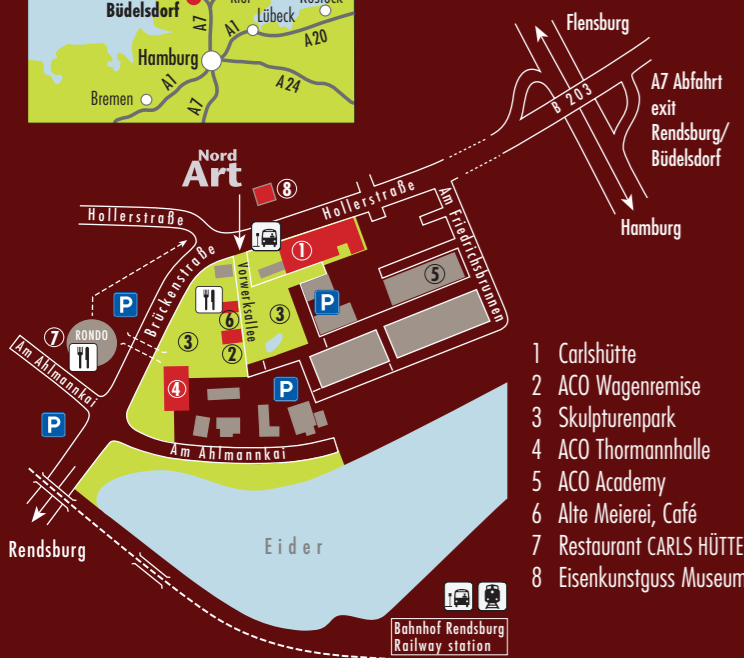 Büdelsdorf
A7
Kiel
Rostock
Lübeck
A1
A20
Hamburg
A1
A24
Bremen
A7
Flensburg
B 203
A7 Abfahrt
exit
Rendsburg/
Büdelsdorf
Hamburg
Nord
Art
8
Hollerstraße
Hollerstraße
Am Friedrichsbrunnen
1
Brückenstraße
Vorwerksallee
5
P
P
3
6
3
7
RONDO
2
Am Ahlmannkai
4
P
P
Am Ahlmannkai
Rendsburg
Eider
Bahnhof Rendsburg
Railway station
1 Carlshütte
2 ACO Wagenremise
3 Skulpturenpark
4 ACO Thormannhalle
5 ACO Academy
6 Alte Meierei, Café
7 Restaurant CARLS HÜTTE
8 Eisenkunstguss Museum